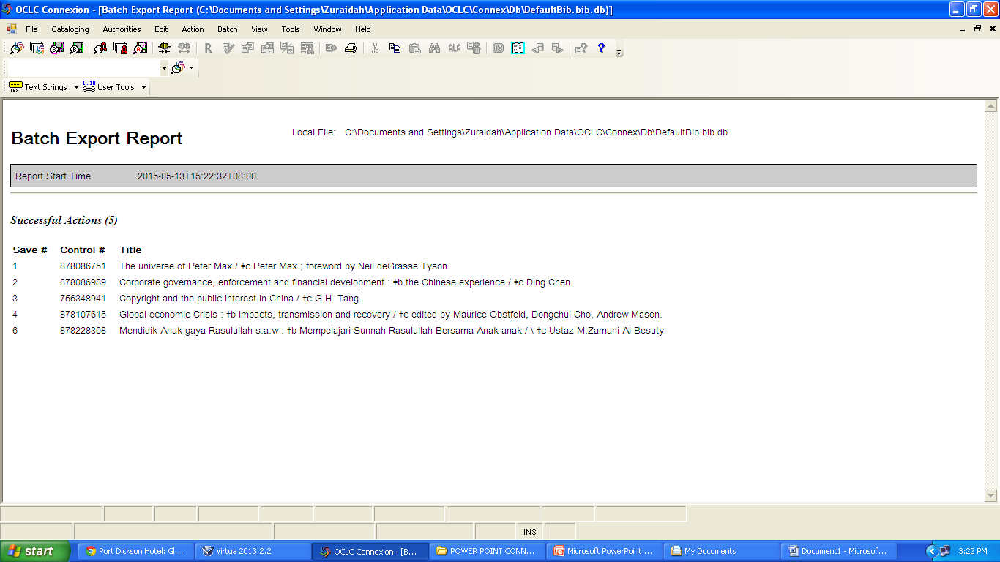 OCLC Connexion - [Batch Export Report (C:\Documents and Settings\Zuraidah\Application Data\OCLC\Connex\Db\DefaultBib.bib.db)]
File Cataloging Authorities Edit Action Batch View Tools Window Help
R ALA ?
TEXT Text Strings 1...10 User Tools
Batch Export Report
Local File: C:\Documents and Settings\Zuraidah\Application Data\OCLC\Connex\Db\DefaultBib.bib.db
Report Start Time 2015-05-13T15:22:32+08:00
Successful Actions (5)
Save # Control # Title
1 878086751 The universe of Peter Max / ǂc Peter Max ; foreword by Neil deGrasse Tyson.
2 878086989 Corporate governance, enforcement and financial development : ǂb the Chinese experience / ǂc Ding Chen.
3 756348941 Copyright and the public interest in China / ǂc G.H. Tang.
4 878107615 Global economic Crisis : ǂb impacts, transmission and recovery / ǂc edited by Maurice Obstfeld, Dongchul Cho, Andrew Mason.
6 878228308 Mendidik Anak gaya Rasulullah s.a.w : ǂb Mempelajari Sunnah Rasulullah Bersama Anak-anak / \ ǂc Ustaz M.Zamani Al-Besuty
INS
start Port Dickson Hotel: Gl... Virtua 2013.2.2 OCLC Connexion - [B... POWER POINT CONN... Microsoft PowerPoint ... My Documents Document1 - Microsof... 3:22 PM